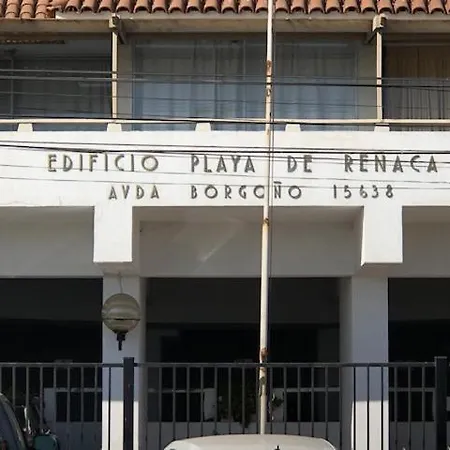 EDIFICIO PLAYA DE REÑACA
AVDA BORGOÑO 15638